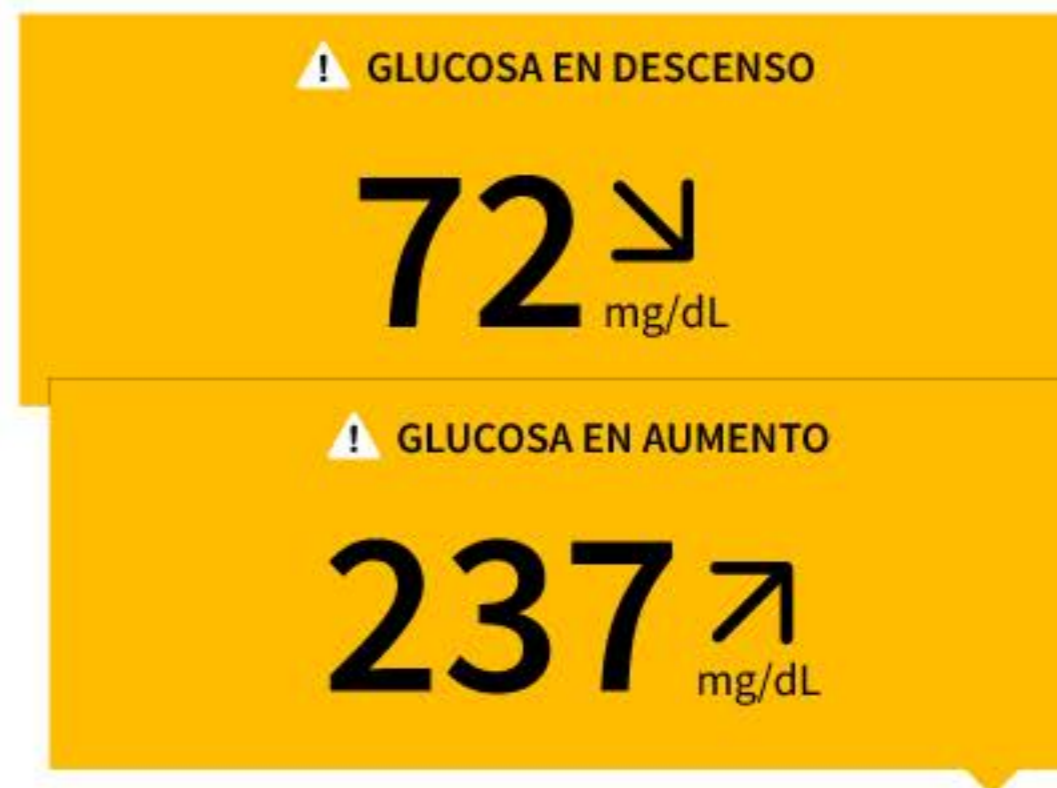 GLUCOSA EN DESCENSO
72
mg/dL
GLUCOSA EN AUMENTO
237
mg/dL